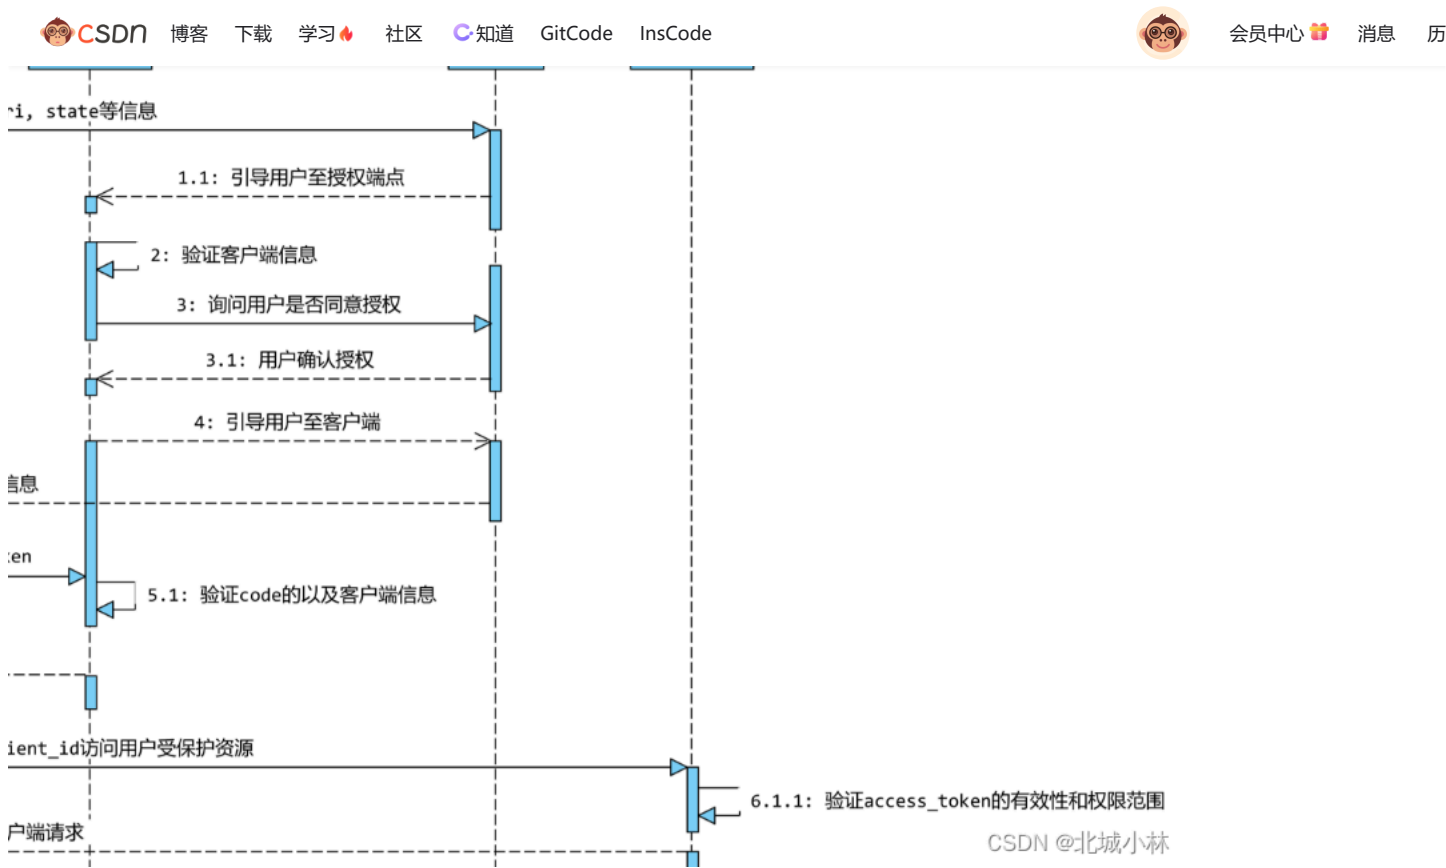 CSDN 博客 下载 学习 社区 C知道 GitCode InsCode 会员中心 消息 历
ri, state等信息
1.1: 引导用户至授权端点
2: 验证客户端信息
3: 询问用户是否同意授权
3.1: 用户确认授权
4: 引导用户至客户端
信息
ken
5.1: 验证code的以及客户端信息
ient_id访问用户受保护资源
6.1.1: 验证access_token的有效性和权限范围
户端请求
CSDN @北城小林